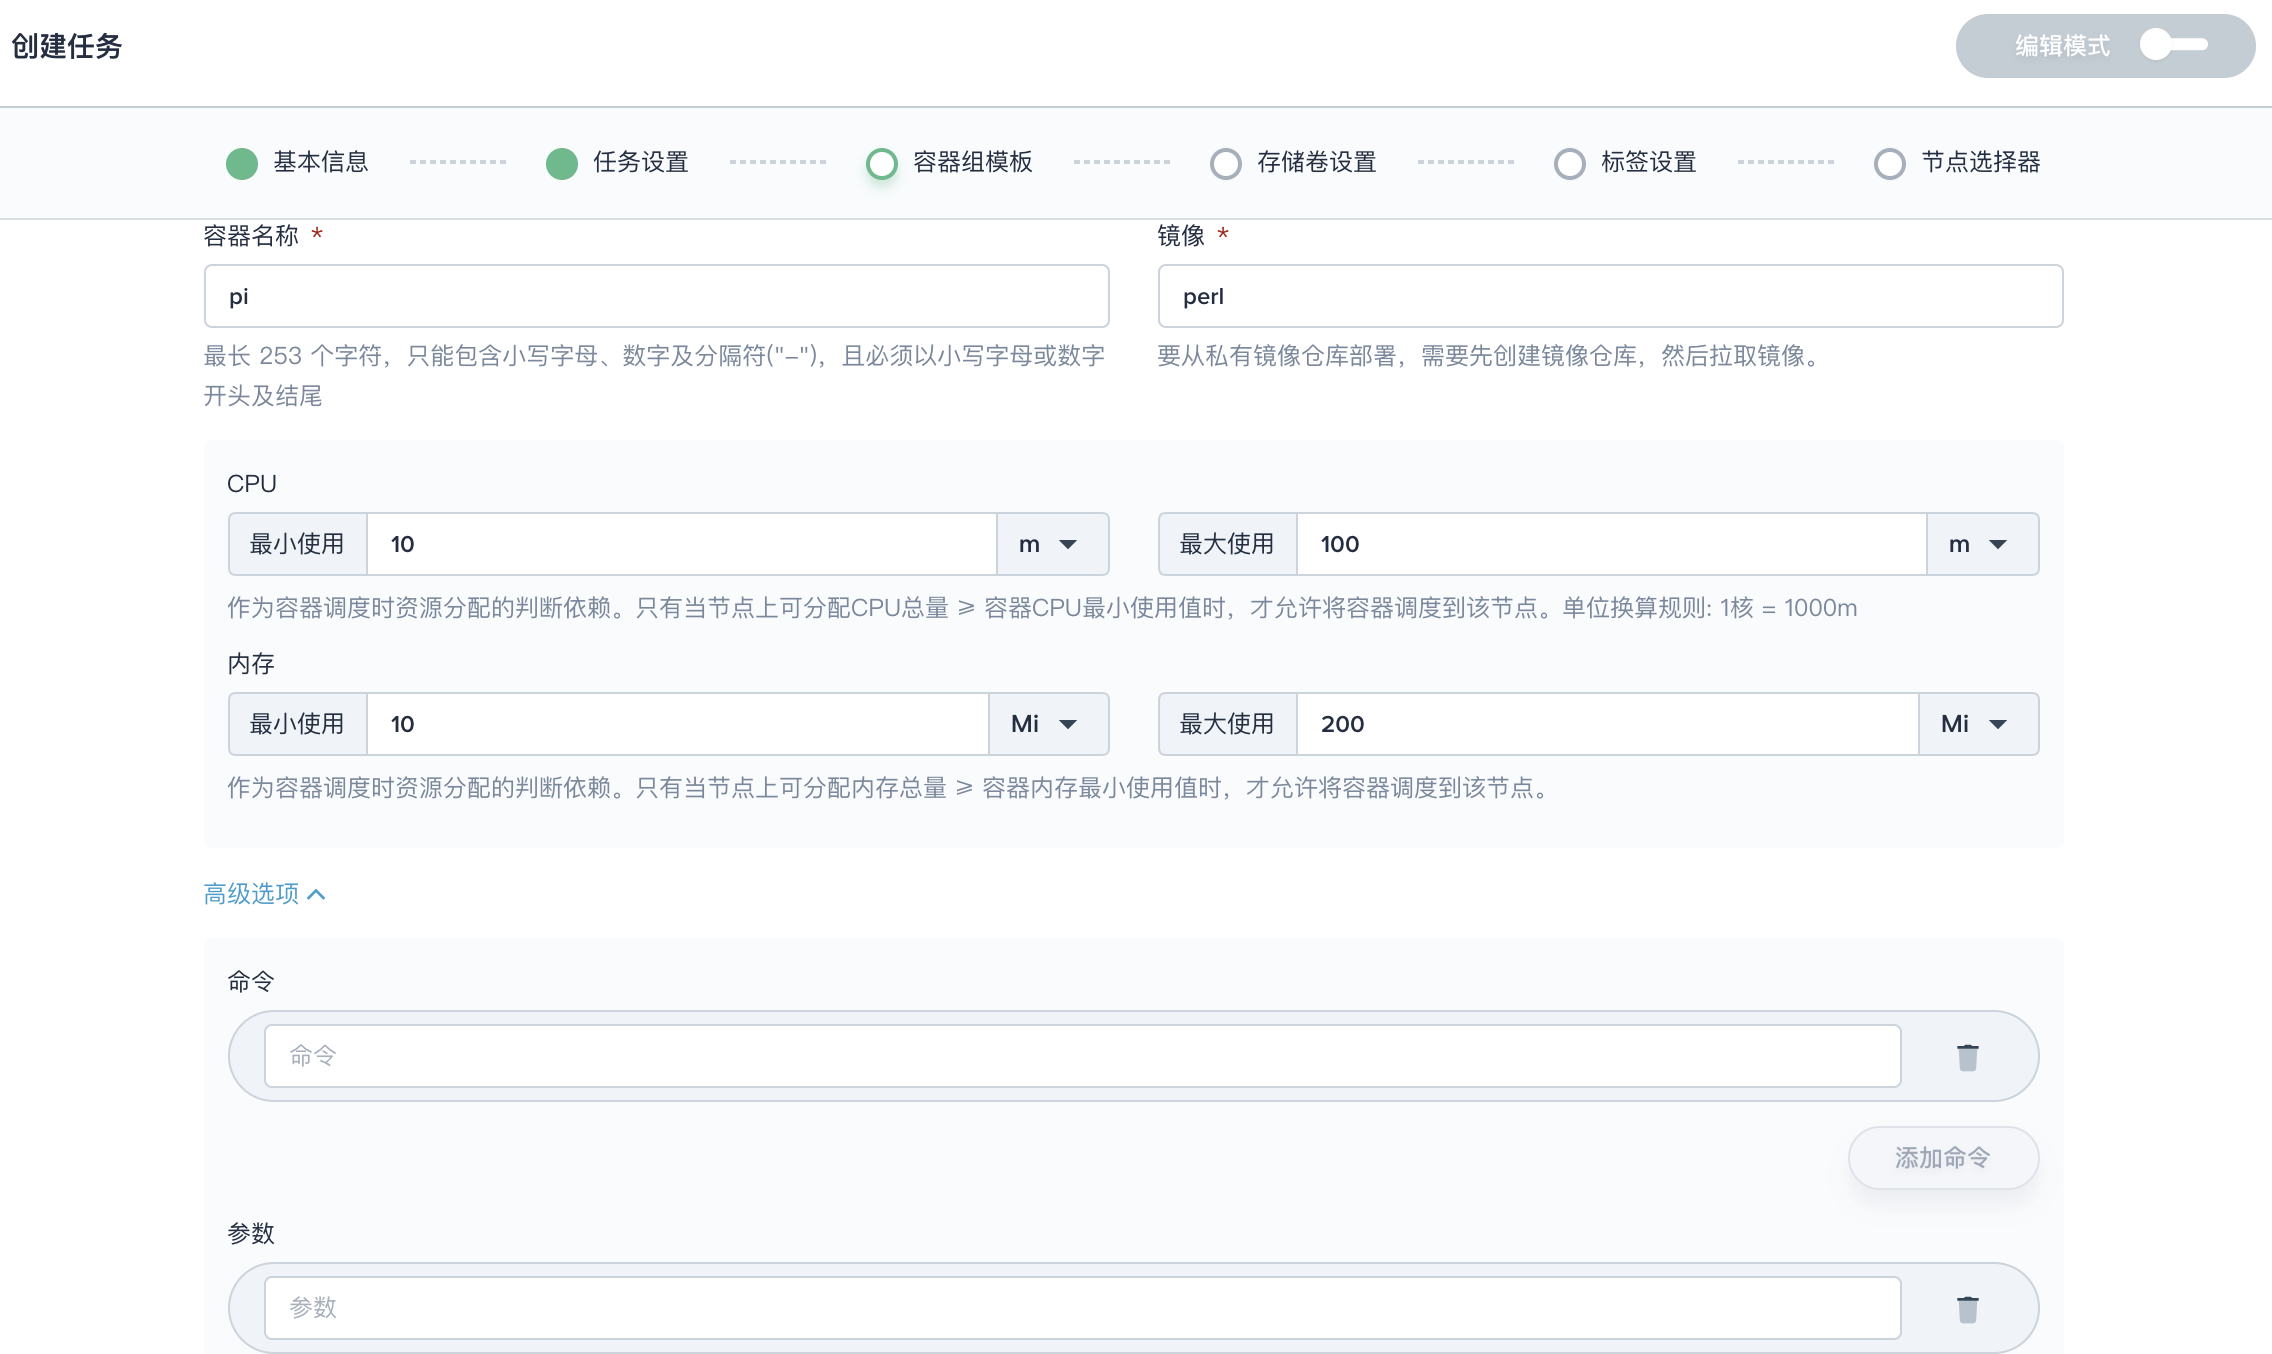 创建任务
编辑模式
基本信息
任务设置
容器组模板
存储卷设置
标签设置
节点选择器
容器名称 *
镜像 *
pi
perl
最长 253 个字符，只能包含小写字母、数字及分隔符("-")，且必须以小写字母或数字
开头及结尾
要从私有镜像仓库部署，需要先创建镜像仓库，然后拉取镜像。
CPU
最小使用 10 m
最大使用 100 m
作为容器调度时资源分配的判断依赖。只有当节点上可分配CPU总量 ⩾ 容器CPU最小使用值时，才允许将容器调度到该节点。单位换算规则: 1核 = 1000m
内存
最小使用 10 Mi
最大使用 200 Mi
作为容器调度时资源分配的判断依赖。只有当节点上可分配内存总量 ⩾ 容器内存最小使用值时，才允许将容器调度到该节点。
高级选项
命令
命令
添加命令
参数
参数